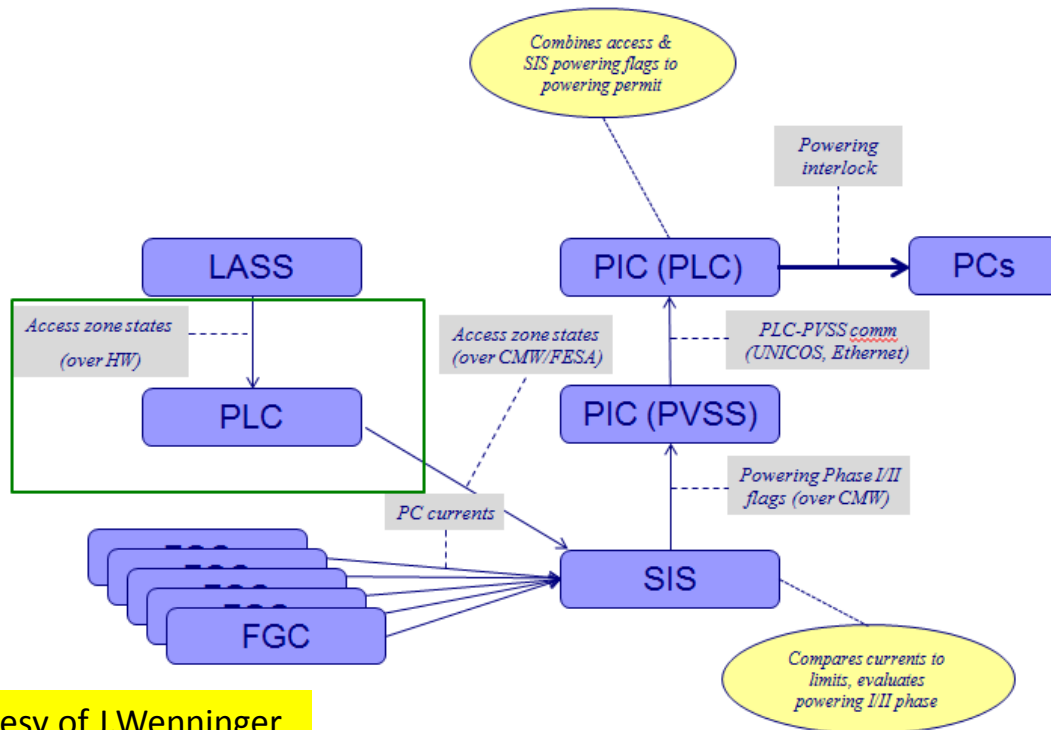 Combines access &
SIS powering flags to
powering permit
Powering
interlock
LASS
PIC (PLC)
PCs
Access zone states
(over HW)
Access zone states
(over CMW/FESA)
PLC-PVSS comm
(UNICOS, Ethernet)
PLC
PIC (PVSS)
Powering Phase I/II
flags (over CMW)
PC currents
SIS
FGC
Compares currents to
limits, evaluates
powering I/II phase
of J Wenninger